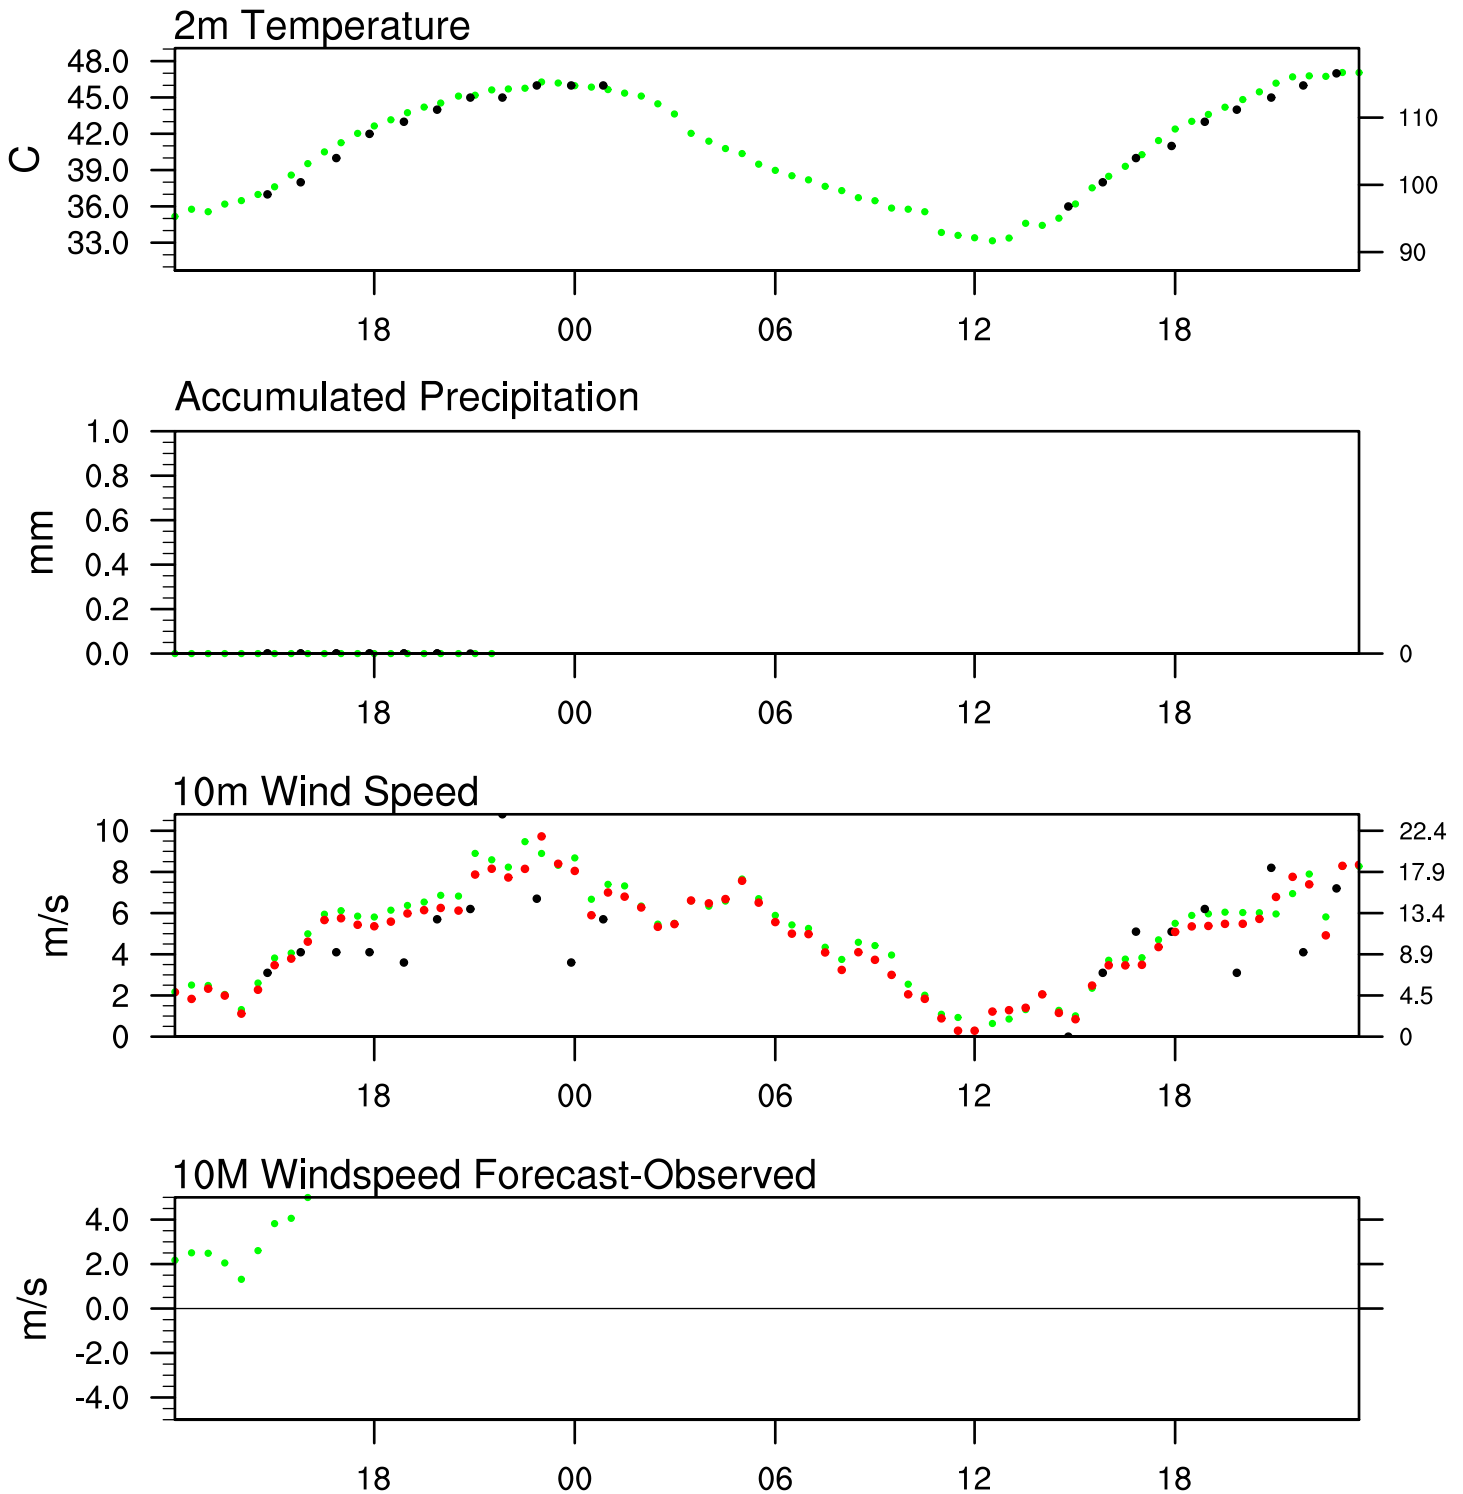 2m Temperature
48.0
45.0
42.0
39.0
36.0
33.0
C
110
100
90
18 00 06 12 18
Accumulated Precipitation
1.0
0.8
0.6
0.4
0.2
0.0
mm
0
18 00 06 12 18
10m Wind Speed
10
8
6
4
2
0
m/s
22.4
17.9
13.4
8.9
4.5
0
18 00 06 12 18
10M Windspeed Forecast-Observed
4.0
2.0
0.0
-2.0
-4.0
m/s
18 00 06 12 18